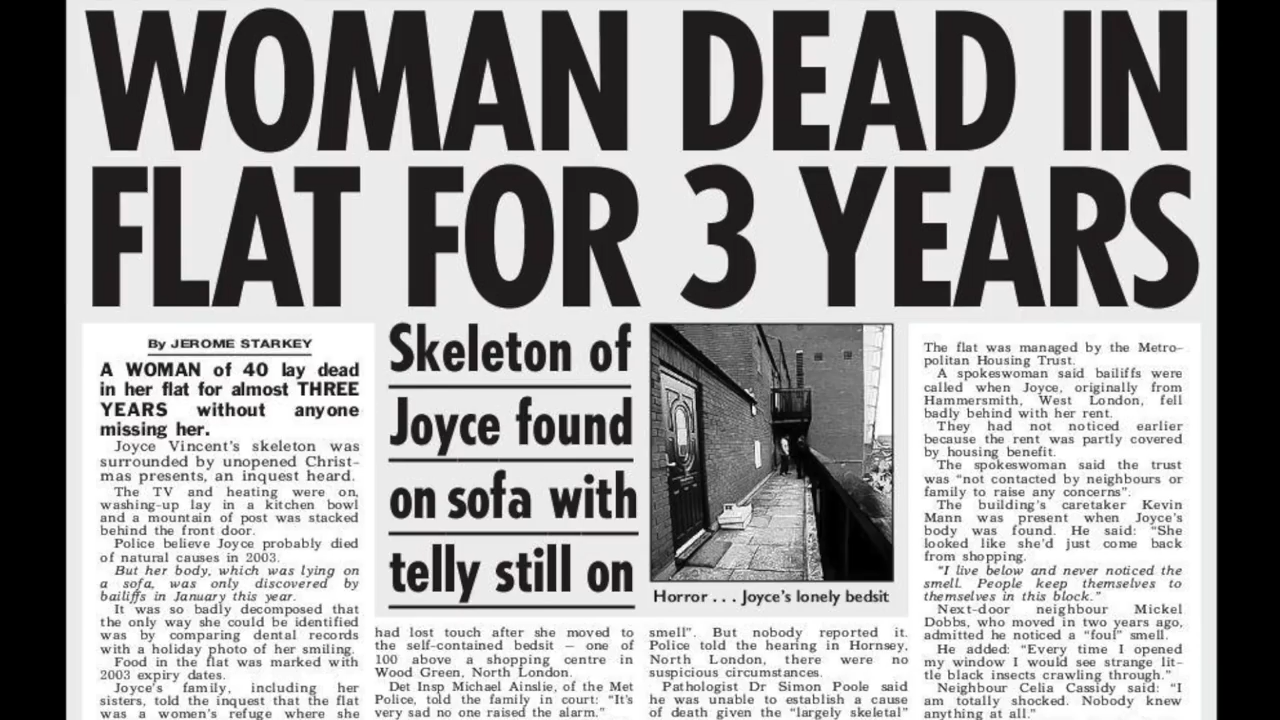 WOMAN DEAD IN
FLAT FOR 3 YEARS
By JEROME STARKEY
A WOMAN of 40 lay dead
in her flat for almost THREE
YEARS without anyone
missing her.
Joyce Vincent's skeleton was
surrounded by unopened Christ-
mas presents, an inquest heard.
The TV and heating were on,
washing-up lay in a kitchen bowl
and a mountain of post was stacked
behind the front door.
Police believe Joyce probably died
of natural causes in 2003.
But her body, which was lying on
a sofa, was only discovered by
bailiffs in January this year.
It was so badly decomposed that
the only way she could be identified
was by comparing dental records
with a holiday photo of her smiling.
Food in the flat was marked with
2003 expiry dates.
Joyce's family, including her
sisters, told the inquest that the flat
was a women's refuge where she
Skeleton of
Joyce found
on sofa with
telly still on
had lost touch after she moved to
the self-contained bedsit – one of
100 above a shopping centre in
Wood Green, North London.
Det Insp Michael Ainslie, of the Met
Police, told the family in court: "It's
very sad no one raised the alarm."
Horror . . . Joyce's lonely bedsit
smell". But nobody reported it.
Police told the hearing in Hornsey,
North London, there were no
suspicious circumstances.
Pathologist Dr Simon Poole said
he was unable to establish a cause
of death given the "largely skeletal"
The flat was managed by the Metro-
politan Housing Trust.
A spokeswoman said bailiffs were
called when Joyce, originally from
Hammersmith, West London, fell
badly behind with her rent.
They had not noticed earlier
because the rent was partly covered
by housing benefit.
The spokeswoman said the trust
was "not contacted by neighbours or
family to raise any concerns".
The building's caretaker Kevin
Mann was present when Joyce's
body was found. He said: "She
looked like she'd just come back
from shopping.
"I live below and never noticed the
smell. People keep themselves to
themselves in this block."
Next-door neighbour Mickel
Dobbs, who moved in two years ago,
admitted he noticed a "foul" smell.
He added: "Every time I opened
my window I would see strange lit-
tle black insects crawling through."
Neighbour Celia Cassidy said: "I
am totally shocked. Nobody knew
anything at all."